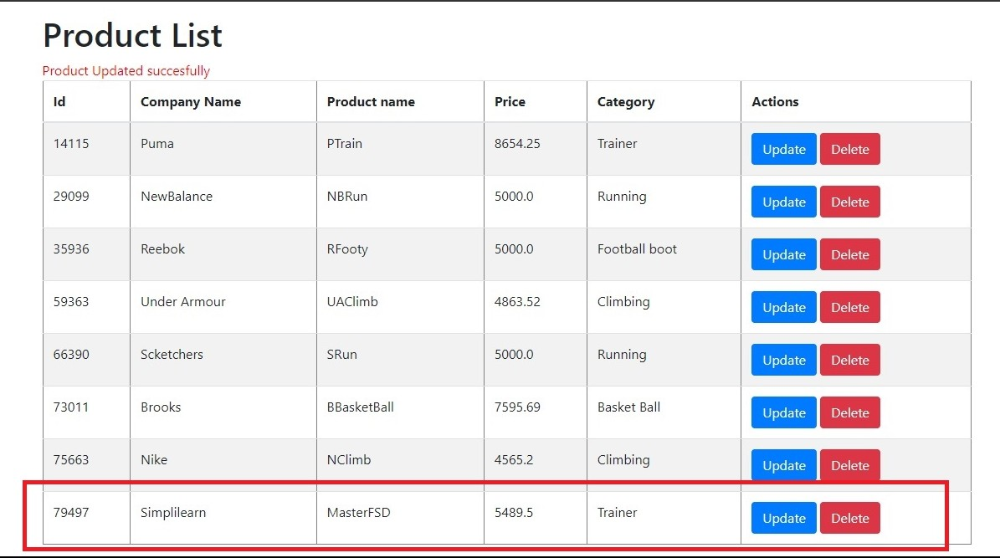 Product List
Product Updated succesfully
Id Company Name Product name Price Category Actions
14115 Puma PTrain 8654.25 Trainer Update Delete
29099 NewBalance NBRun 5000.0 Running Update Delete
35936 Reebok RFooty 5000.0 Football boot Update Delete
59363 Under Armour UAClimb 4863.52 Climbing Update Delete
66390 Scketchers SRun 5000.0 Running Update Delete
73011 Brooks BBasketBall 7595.69 Basket Ball Update Delete
75663 Nike NClimb 4565.2 Climbing Update Delete
79497 Simplilearn MasterFSD 5489.5 Trainer Update Delete